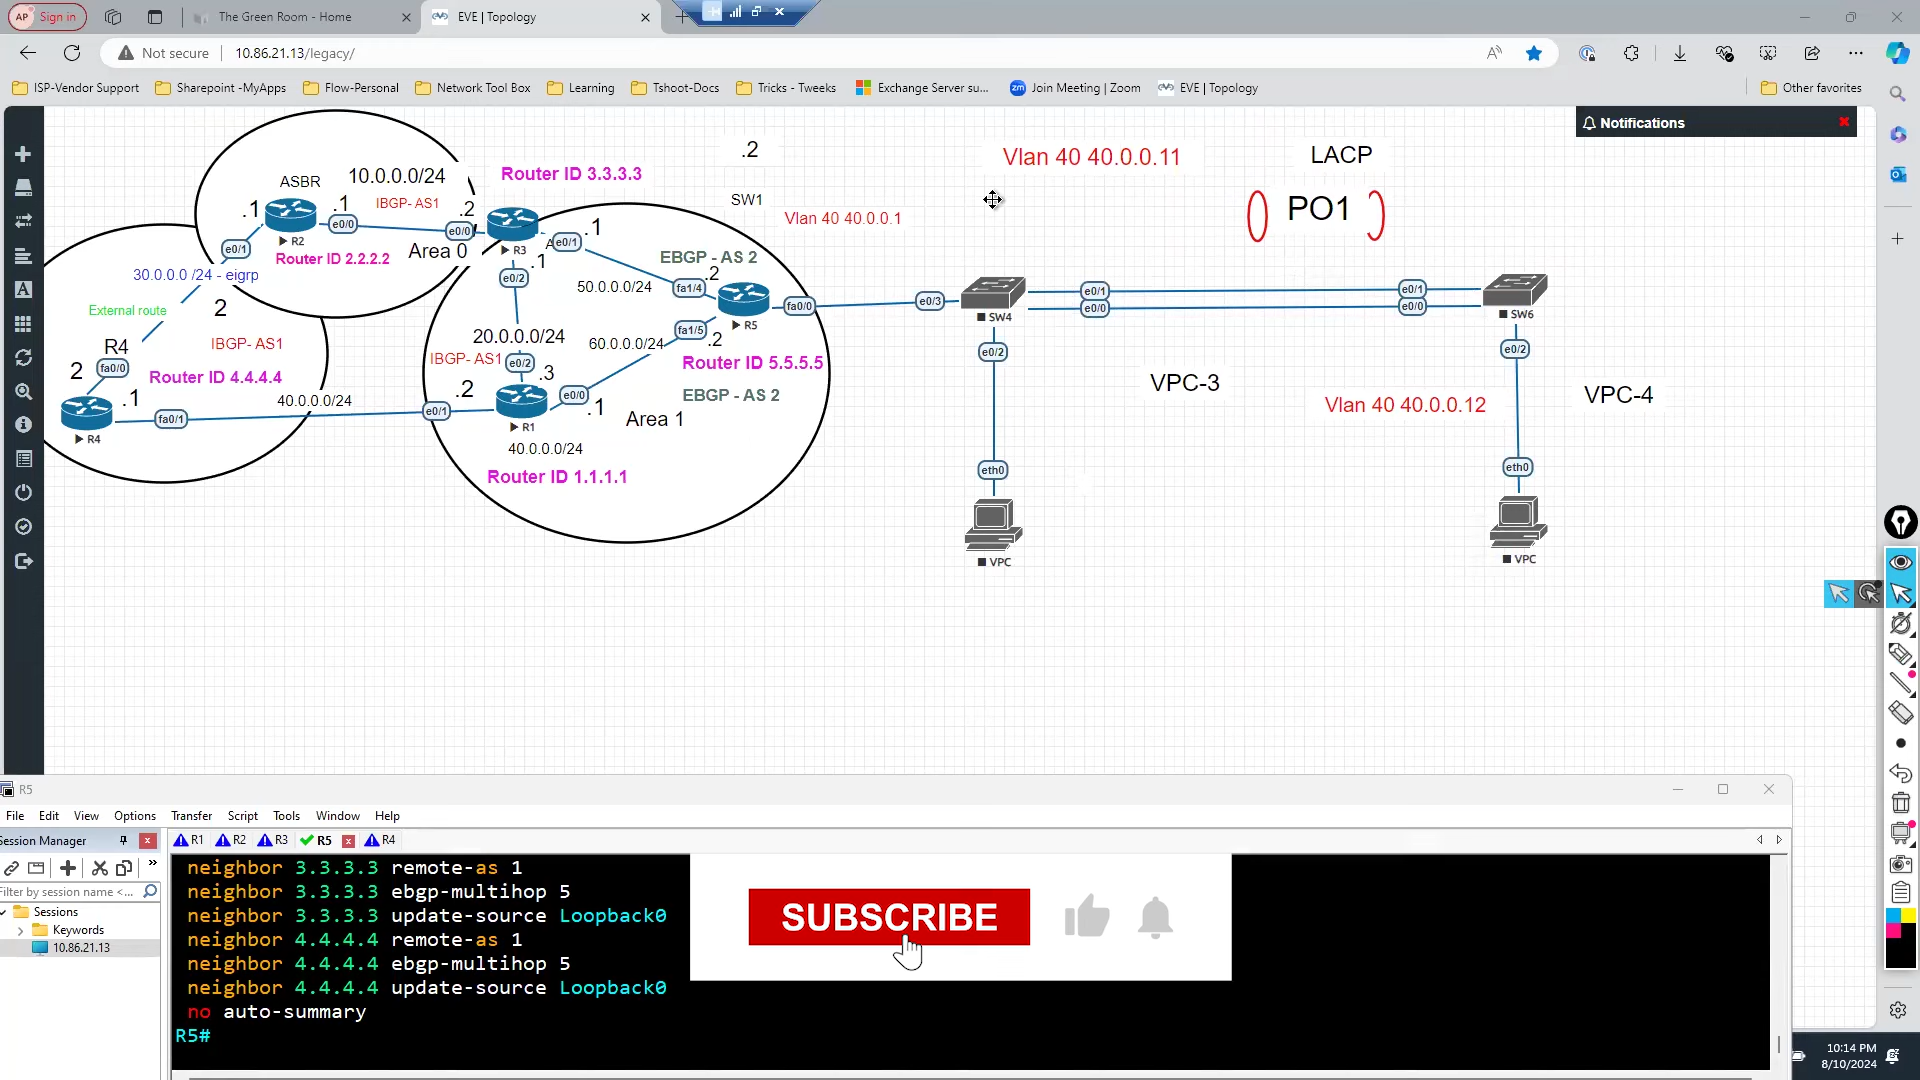 AP Sign in
The Green Room - Home
EVE | Topology
Not secure
10.86.21.13/legacy/
ISP-Vendor Support
Sharepoint -MyApps
Flow-Personal
Network Tool Box
Learning
Tshoot-Docs
Tricks - Tweeks
Exchange Server su...
zm
Join Meeting | Zoom
EVE | Topology
Other favorites
Notifications
.2
Vlan 40 40.0.0.11
LACP
ASBR
10.0.0.0/24
Router ID 3.3.3.3
SW1
PO1
.1
.1
IBGP- AS1
.2
Vlan 40 40.0.0.1
e0/0
e0/0
R2
e0/1
Area 0
R3
A
e0/1
.1
Router ID 2.2.2.2
EBGP - AS 2
30.0.0.0 /24 - eigrp
e0/2
.1
.2
50.0.0.0/24
fa1/4
External route
2
R5
fa0/0
e0/3
SW4
e0/1
e0/0
e0/1
e0/0
SW6
20.0.0.0/24
fa1/5
.2
R4
IBGP- AS1
IBGP- AS1
60.0.0.0/24
e0/2
e0/2
e0/2
2
fa0/0
Router ID 4.4.4.4
e0/2
.3
Router ID 5.5.5.5
VPC-3
.1
40.0.0.0/24
.2
e0/0
.1
EBGP - AS 2
Vlan 40 40.0.0.12
VPC-4
R4
fa0/1
e0/1
R1
Area 1
40.0.0.0/24
Router ID 1.1.1.1
eth0
eth0
VPC
VPC
R5
File Edit View Options Transfer Script Tools Window Help
Session Manager
R1
R2
R3
R5
R4
Filter by session name <...
Sessions
Keywords
10.86.21.13
neighbor 3.3.3.3 remote-as 1
neighbor 3.3.3.3 ebgp-multihop 5
neighbor 3.3.3.3 update-source Loopback0
neighbor 4.4.4.4 remote-as 1
neighbor 4.4.4.4 ebgp-multihop 5
neighbor 4.4.4.4 update-source Loopback0
no auto-summary
R5#
SUBSCRIBE
10:14 PM
8/10/2024